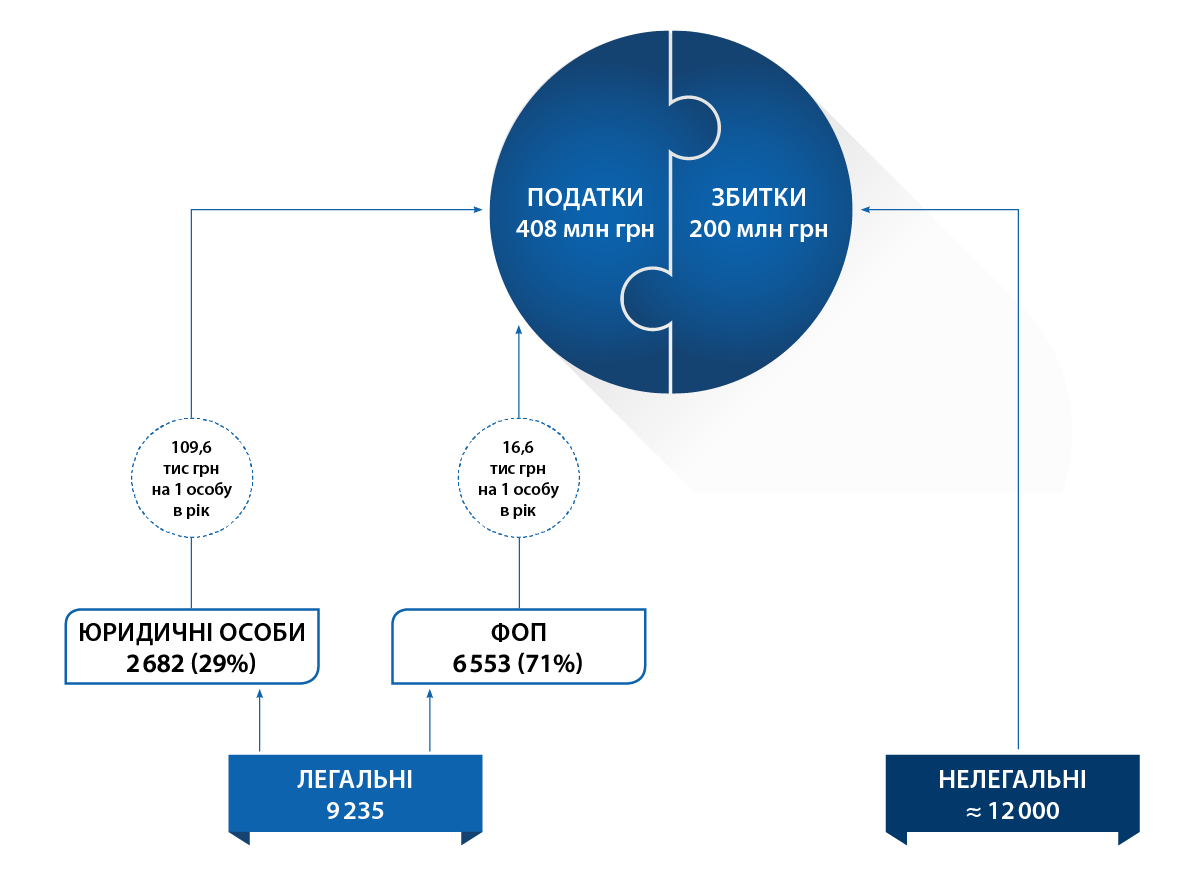 ПОДАТКИ
408 млн грн
ЗБИТКИ
200 млн грн
109,6
тис грн
на 1 особу
в рік
16,6
тис грн
на 1 особу
в рік
ЮРИДИЧНІ ОСОБИ
2 682 (29%)
ФОП
6 553 (71%)
ЛЕГАЛЬНІ
9 235
НЕЛЕГАЛЬНІ
≈ 12 000